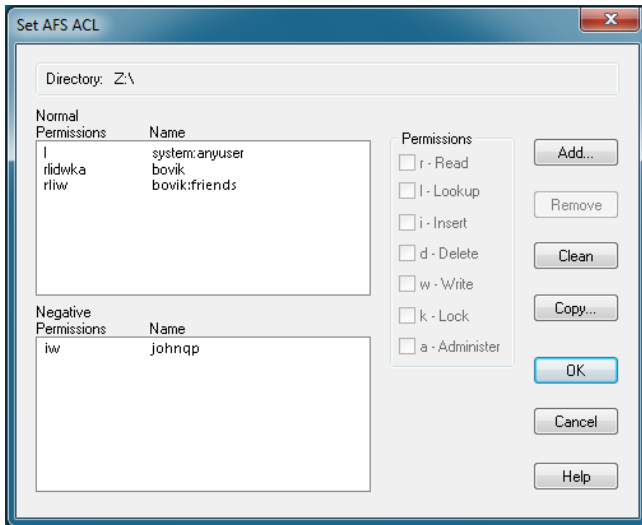 Set AFS ACL
Directory: Z:\
Normal
Permissions Name
l system:anyuser
rlidwka bovik
rliw bovik:friends
Negative
Permissions Name
iw johnqp
Permissions
r - Read
l - Lookup
i - Insert
d - Delete
w - Write
k - Lock
a - Administer
Add...
Remove
Clean
Copy...
OK
Cancel
Help